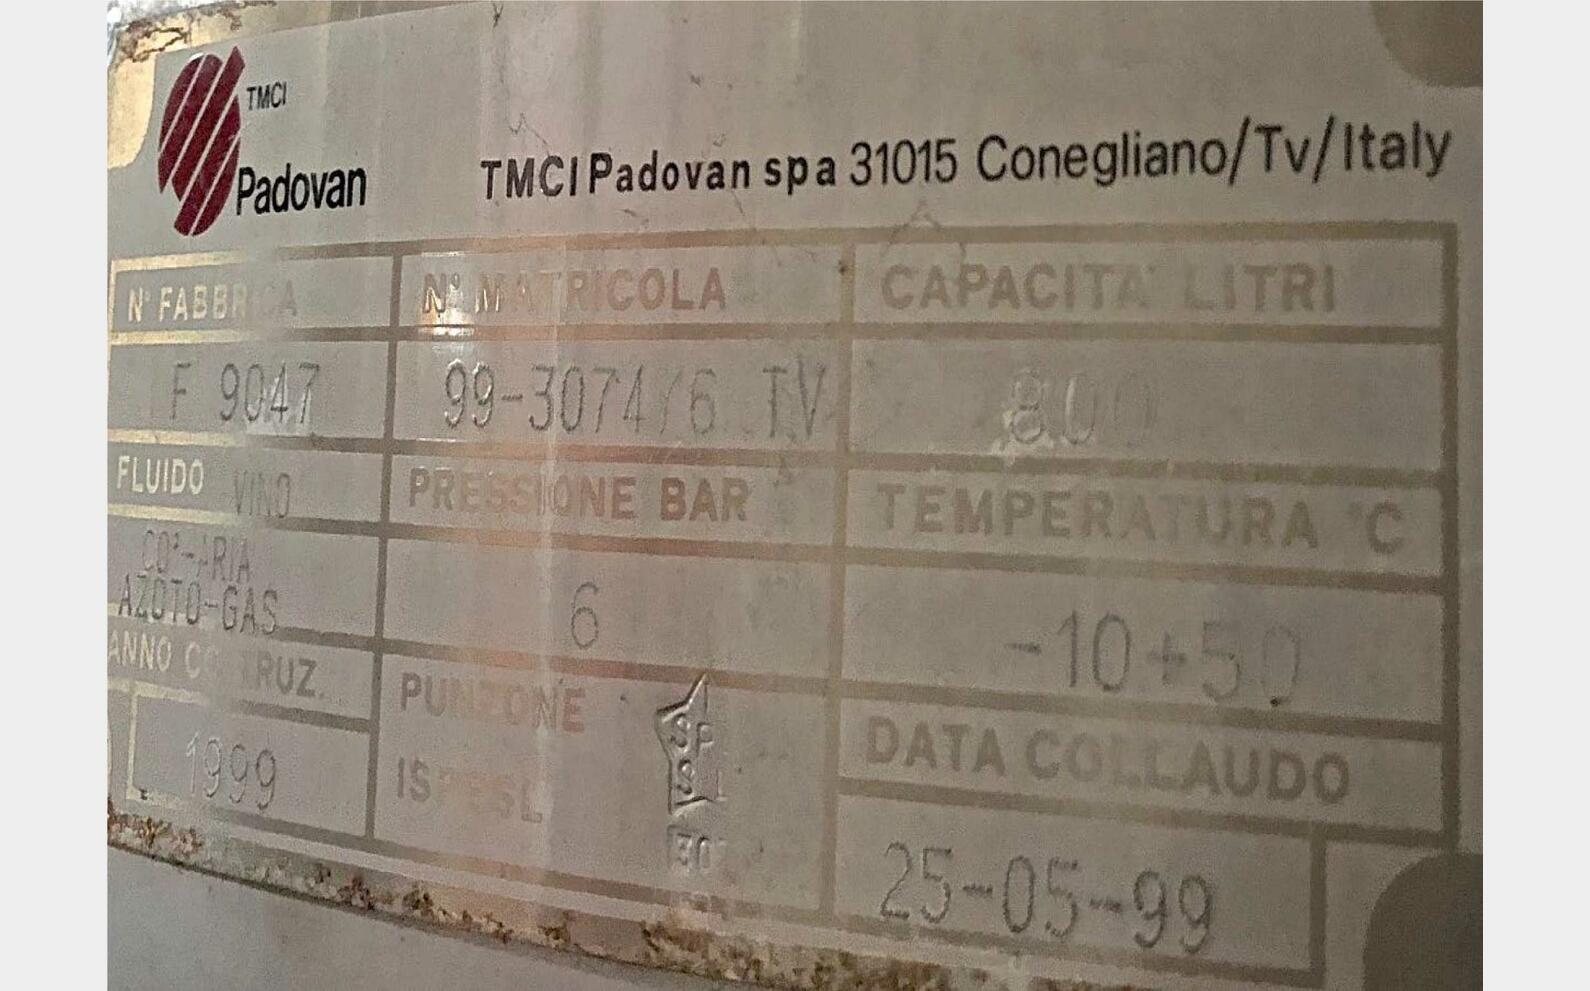 TMCI
Padovan
TMCI Padovan spa 31015 Conegliano/Tv/Italy
N° FABBRICA N° MATRICOLA CAPACITA' LITRI
F 9047 99-3074/6 TV 800
FLUIDO VINO PRESSIONE BAR TEMPERATURA °C
CO²-ARIA
AZOTO-GAS 6 -10+50
ANNO COSTRUZ. PUNZONE DATA COLLAUDO
1999 ISPESL 25-05-99